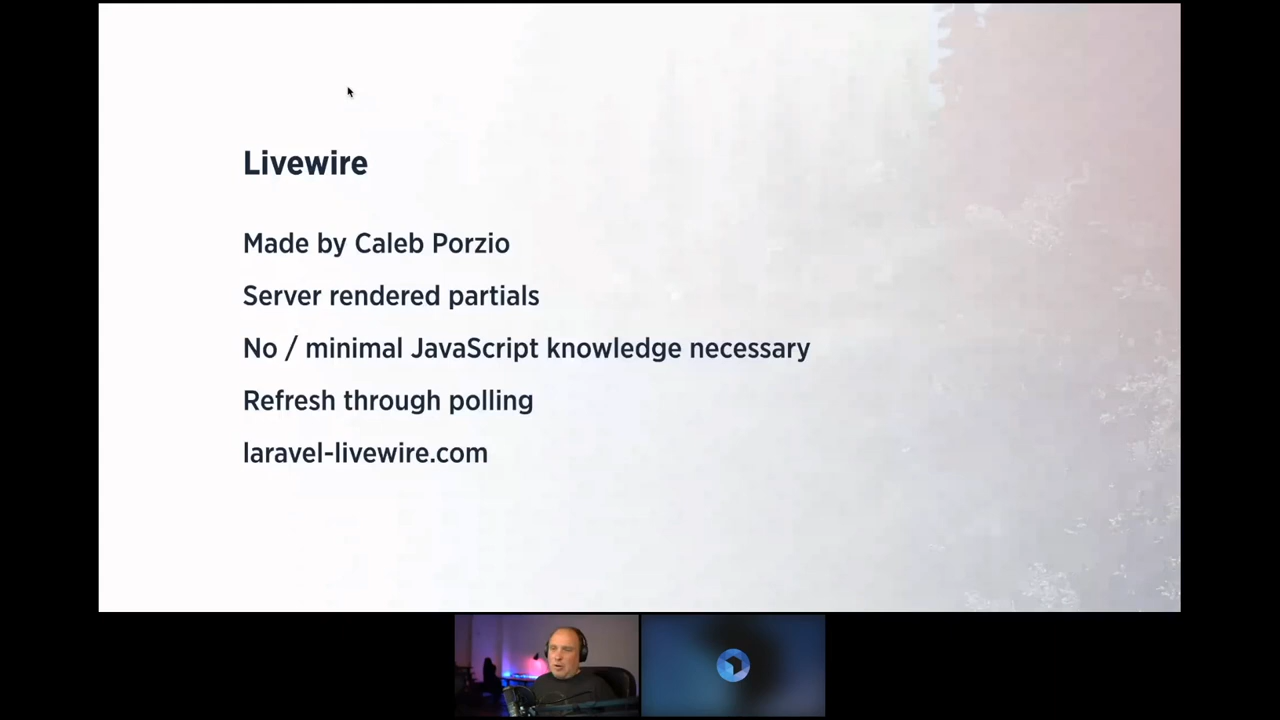 Livewire
Made by Caleb Porzio
Server rendered partials
No / minimal JavaScript knowledge necessary
Refresh through polling
laravel-livewire.com